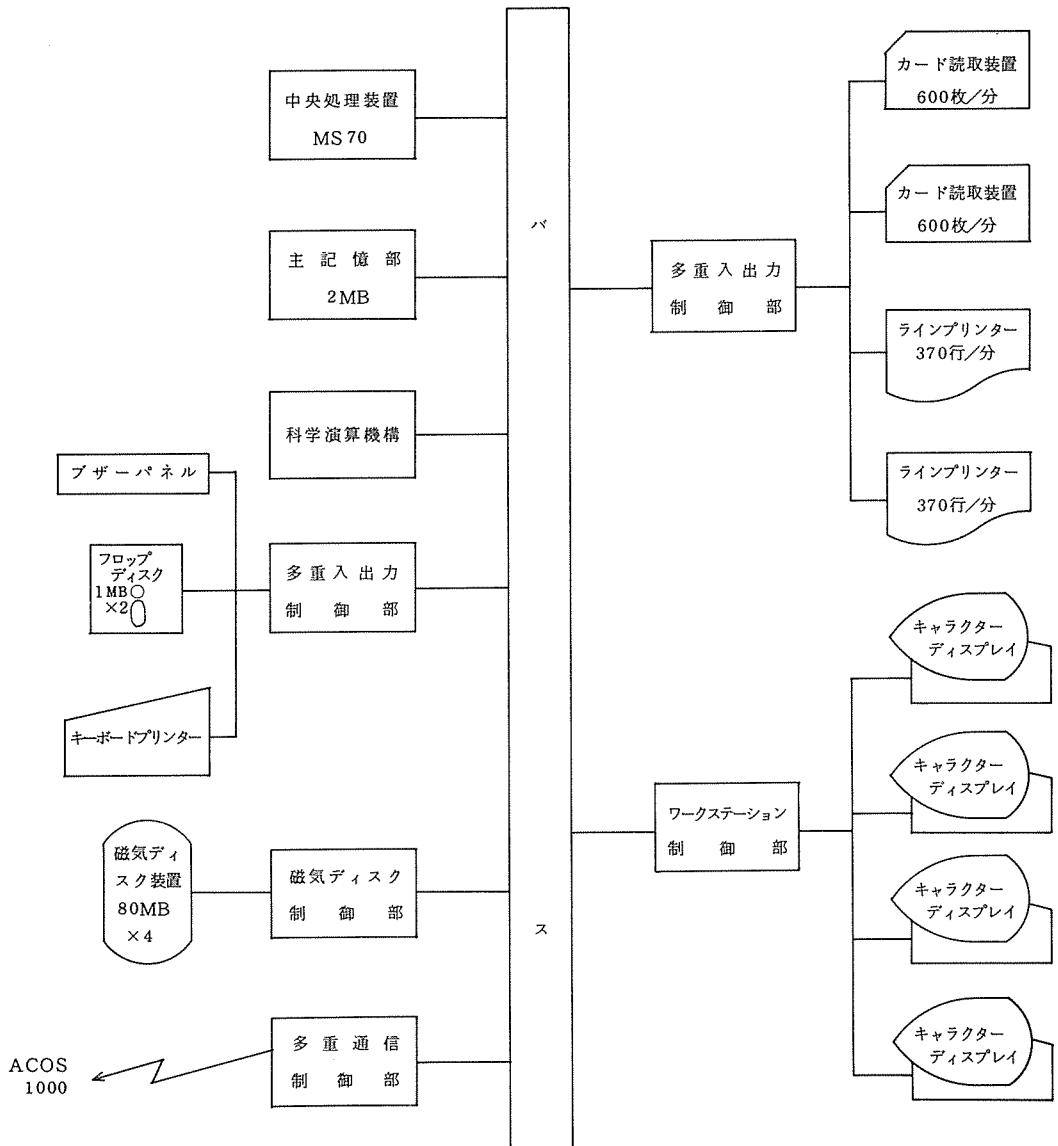 中央処理装置
MS70
主記憶部
2MB
科学演算機構
ブザーパネル
フロップ
ディスク
1MB
×2
多重入出力
制御部
キーボードプリンター
磁気ディ
スク装置
80MB
×4
磁気ディスク
制御部
ACOS
1000
多重通信
制御部
バ
ス
多重入出力
制御部
カード読取装置
600枚/分
カード読取装置
600枚/分
ラインプリンター
370行/分
ラインプリンター
370行/分
ワークステーション
制御部
キャラクター
ディスプレイ
キャラクター
ディスプレイ
キャラクター
ディスプレイ
キャラクター
ディスプレイ